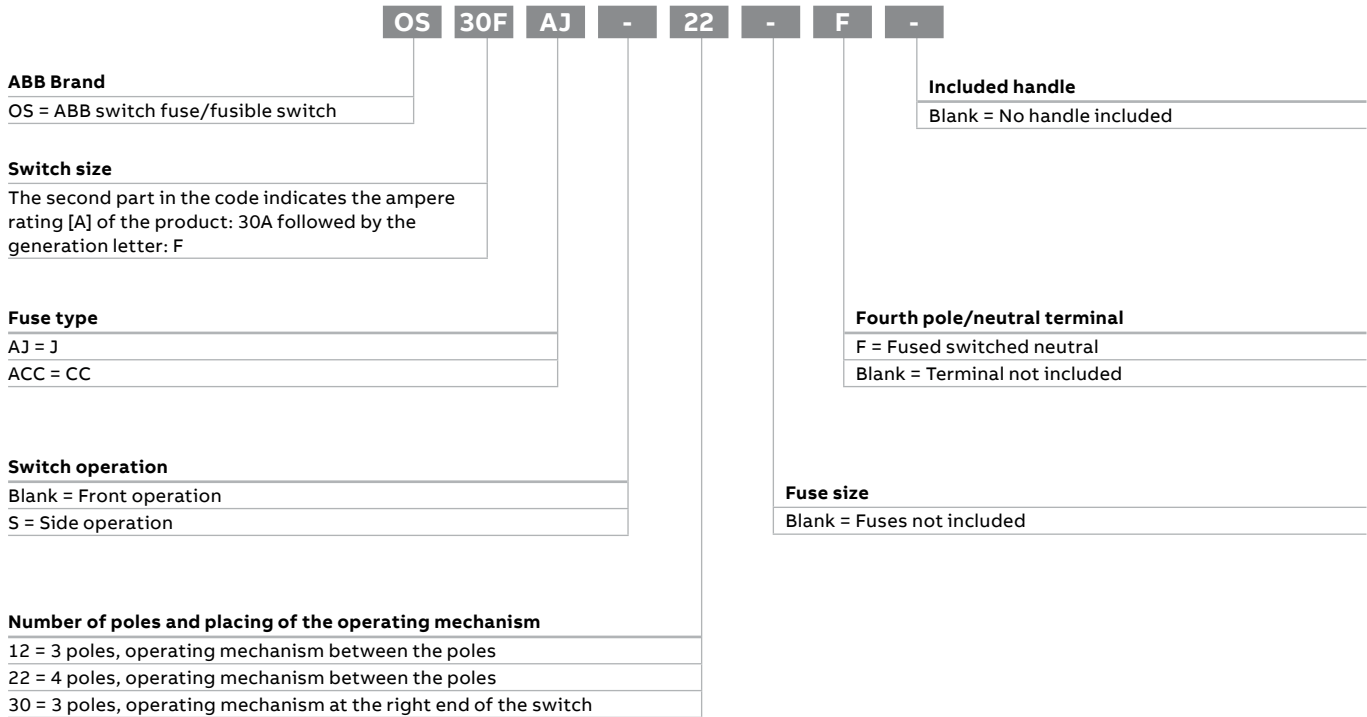 OS 30F AJ - 22 - F -
ABB Brand
OS = ABB switch fuse/fusible switch
Switch size
The second part in the code indicates the ampere
rating [A] of the product: 30A followed by the
generation letter: F
Fuse type
AJ = J
ACC = CC
Switch operation
Blank = Front operation
S = Side operation
Number of poles and placing of the operating mechanism
12 = 3 poles, operating mechanism between the poles
22 = 4 poles, operating mechanism between the poles
30 = 3 poles, operating mechanism at the right end of the switch
Included handle
Blank = No handle included
Fourth pole/neutral terminal
F = Fused switched neutral
Blank = Terminal not included
Fuse size
Blank = Fuses not included